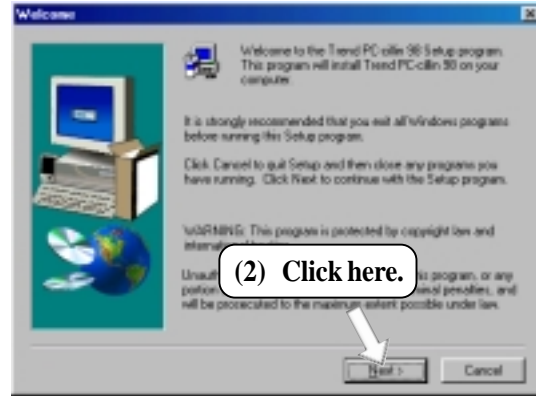 Welcome
Welcome to the Trend PC-cillin 98 Setup program.
This program will install Trend PC-cillin 98 on your
computer.
It is strongly recommended that you exit all Windows programs
before running this Setup program.
Click Cancel to quit Setup and then close any programs you
have running. Click Next to continue with the Setup program.
WARNING: This program is protected by copyright law and
(2) Click here.
this program, or any
penalties, and
will be prosecuted to the maximum extent possible under law.
Next >
Cancel